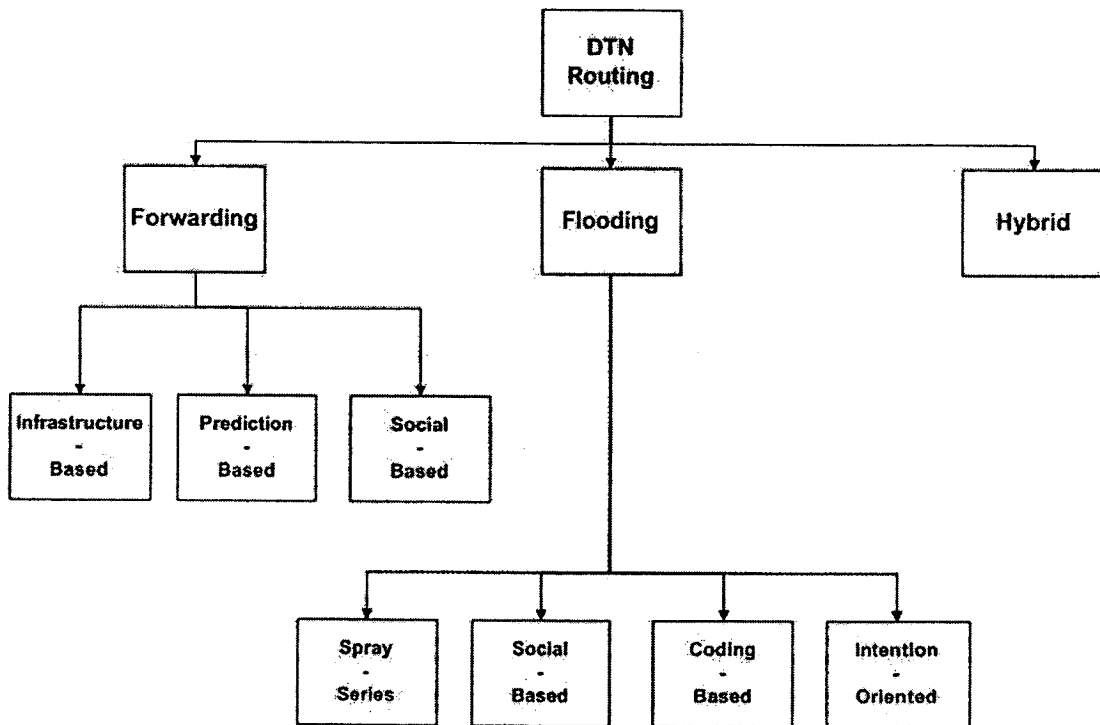 DTN
Routing
Forwarding
Flooding
Hybrid
Infrastructure
-
Based
Prediction
-
Based
Social
-
Based
Spray
-
Series
Social
-
Based
Coding
-
Based
Intention
-
Oriented